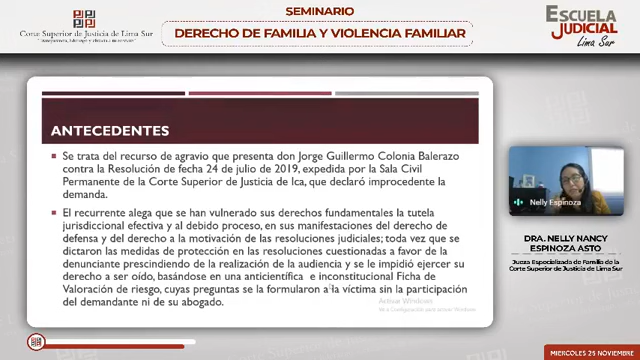 SEMINARIO
DERECHO DE FAMILIA Y VIOLENCIA FAMILIAR
Corte Superior de Justicia de Lima Sur
ESCUELA
JUDICIAL
Lima Sur
ANTECEDENTES
Se trata del recurso de agravio que presenta don Jorge Guillermo Colonia Balerazo
contra la Resolución de fecha 24 de julio de 2019, expedida por la Sala Civil
Permanente de la Corte Superior de Justicia de Ica, que declaró improcedente la
demanda.
El recurrente alega que se han vulnerado sus derechos fundamentales la tutela
jurisdiccional efectiva y al debido proceso, en sus manifestaciones del derecho de
defensa y del derecho a la motivación de las resoluciones judiciales; toda vez que se
dictaron las medidas de protección en las resoluciones cuestionadas a favor de la
denunciante prescindiendo de la realización de la audiencia y se le impidió ejercer su
derecho a ser oído, basándose en una anticientífica e inconstitucional Ficha de
Valoración de riesgo, cuyas preguntas se la formularon a la víctima sin la participación
del demandante ni de su abogado.
Activar Windows
Ve a Configuración para activar Windows
Nelly Espinoza
DRA. NELLY NANCY
ESPINOZA ASTO
Jueza Especializada de Familia de la
Corte Superior de Justicia de Lima Sur
MIERCOLES 25 NOVIEMBRE